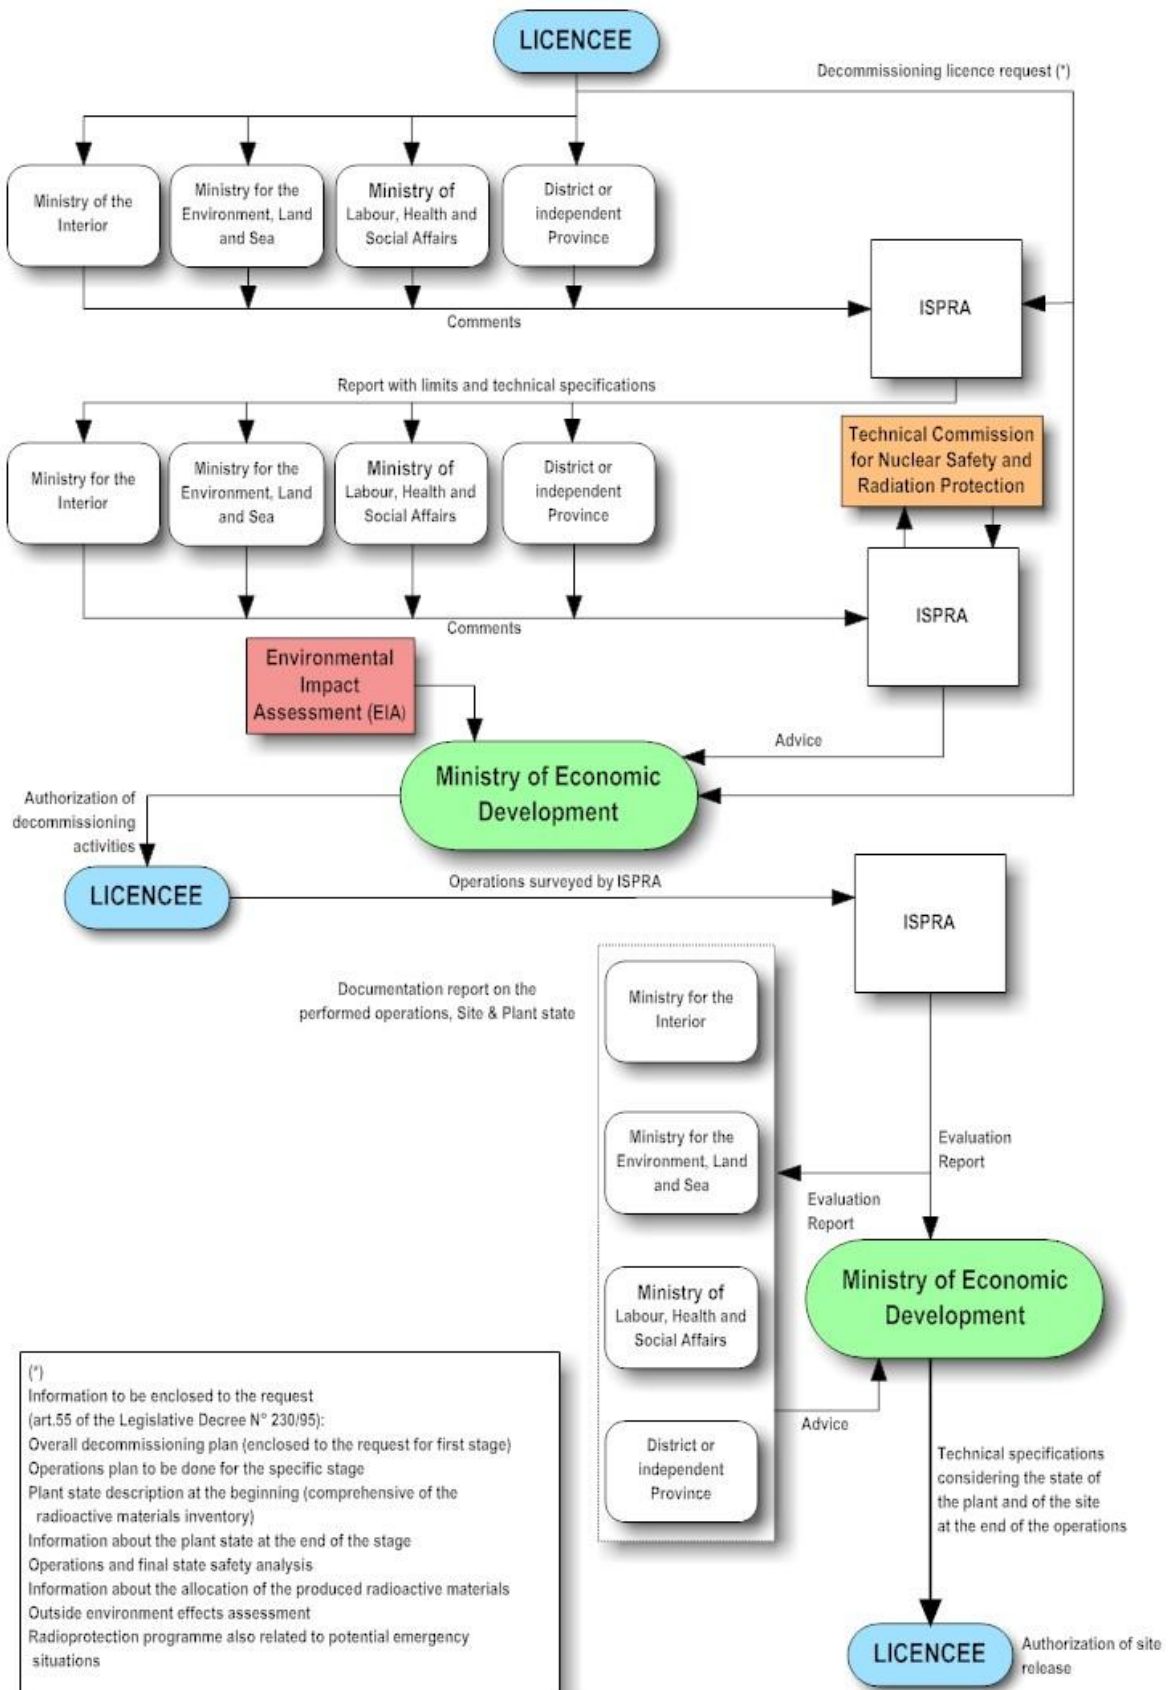 LICENCEE
Decommissioning licence request (*)
Ministry of the
Interior
Ministry for the
Environment, Land
and Sea
Ministry of
Labour, Health and
Social Affairs
District or
independent
Province
ISPRA
Comments
Report with limits and technical specifications
Ministry for the
Interior
Ministry for the
Environment, Land
and Sea
Ministry of
Labour, Health and
Social Affairs
District or
independent
Province
Technical Commission
for Nuclear Safety and
Radiation Protection
ISPRA
Comments
Environmental
Impact
Assessment (EIA)
Advice
Ministry of Economic
Development
Authorization of
decommissioning
activities
LICENCEE
Operations surveyed by ISPRA
ISPRA
Documentation report on the
performed operations, Site & Plant state
Ministry for the
Interior
Ministry for the
Environment, Land
and Sea
Ministry of
Labour, Health and
Social Affairs
District or
independent
Province
Evaluation
Report
Evaluation
Report
Ministry of Economic
Development
Advice
Technical specifications
considering the state of
the plant and of the site
at the end of the operations
LICENCEE
Authorization of site
release
(*)
Information to be enclosed to the request
(art.55 of the Legislative Decree N° 230/95):
Overall decommissioning plan (enclosed to the request for first stage)
Operations plan to be done for the specific stage
Plant state description at the beginning (comprehensive of the
radioactive materials inventory)
Information about the plant state at the end of the stage
Operations and final state safety analysis
Information about the allocation of the produced radioactive materials
Outside environment effects assessment
Radioprotection programme also related to potential emergency
situations